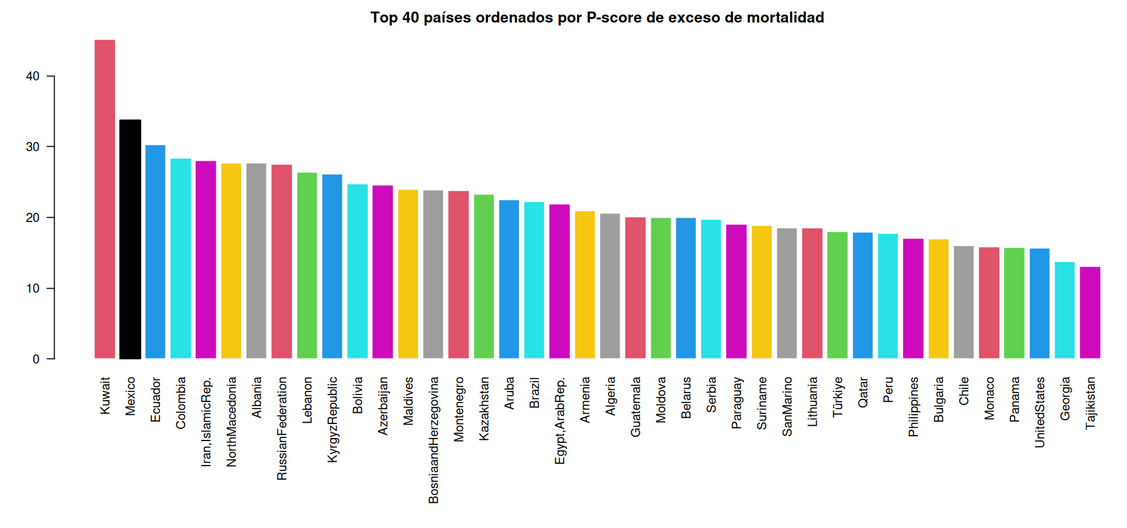 Top 40 países ordenados por P-score de exceso de mortalidad
40
30
20
10
0
Kuwait
Mexico
Ecuador
Colombia
Iran,IslamicRep.
NorthMacedonia
Albania
RussianFederation
Lebanon
KyrgyzRepublic
Bolivia
Azerbaijan
Maldives
BosniaandHerzegovina
Montenegro
Kazakhstan
Aruba
Brazil
Egypt,ArabRep.
Armenia
Algeria
Guatemala
Moldova
Belarus
Serbia
Paraguay
Suriname
SanMarino
Lithuania
Türkiye
Qatar
Peru
Philippines
Bulgaria
Chile
Monaco
Panama
UnitedStates
Georgia
Tajikistan